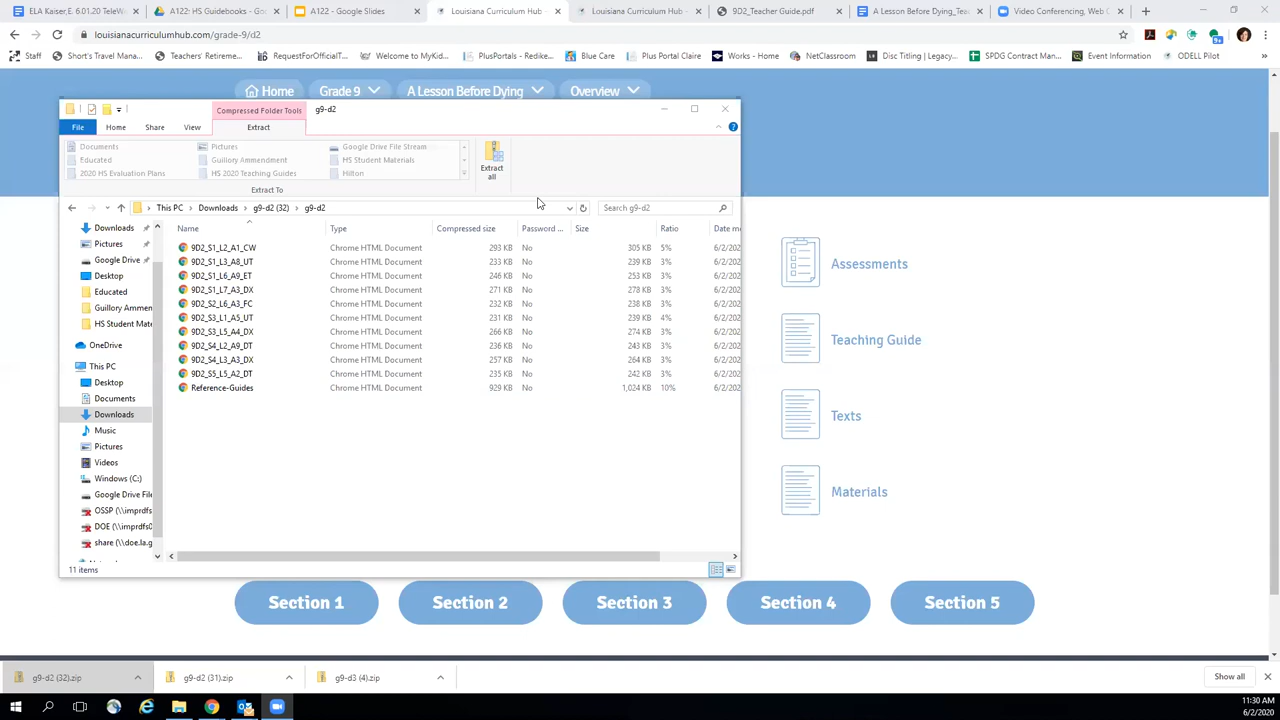 ELA Kaiser,E. 6.01.20 TeleW
A122: HS Guidebooks - Goo
A122 - Google Slides
Louisiana Curriculum Hub -
Louisiana Curriculum Hub -
9D2_Teacher Guide.pdf
A Lesson Before Dying_Tea
Video Conferencing, Web C
louisianacurriculumhub.com/grade-9/d2
Apps
Short's Travel Mana...
Teachers' Retireme...
RequestForOffsiteT...
Welcome to MyKid...
PlusPortals - Redike...
Blue Care
Plus Portal Claire
Works - Home
NetClassroom
Disc Titling | Legacy...
SPDG Contract Man...
Event Information
ODELL Pilot
Home
Grade 9
A Lesson Before Dying
Overview
Compressed Folder Tools
g9-d2
File
Home
Share
View
Extract
Documents
Pictures
Google Drive File Stream
Educated
Guillory Ammendment
HS Student Materials
2020 HS Evaluation Plans
HS 2020 Teaching Guides
Hilton
Extract all
Extract To
This PC > Downloads > g9-d2 (32) > g9-d2
Search g9-d2
Name Type Compressed size Password ... Size Ratio Date m
9D2_S1_L2_A1_CW Chrome HTML Document 293 KB No 305 KB 5% 6/2/202
9D2_S1_L3_A8_UT Chrome HTML Document 233 KB No 239 KB 3% 6/2/202
9D2_S1_L6_A9_ET Chrome HTML Document 246 KB No 253 KB 3% 6/2/202
9D2_S1_L7_A3_DX Chrome HTML Document 271 KB No 278 KB 3% 6/2/202
9D2_S2_L6_A3_FC Chrome HTML Document 232 KB No 238 KB 3% 6/2/202
9D2_S3_L1_A5_UT Chrome HTML Document 231 KB No 239 KB 4% 6/2/202
9D2_S3_L5_A4_DX Chrome HTML Document 266 KB No 274 KB 3% 6/2/202
9D2_S4_L2_A9_DT Chrome HTML Document 236 KB No 243 KB 3% 6/2/202
9D2_S4_L3_A3_DX Chrome HTML Document 257 KB No 264 KB 3% 6/2/202
9D2_S5_L5_A2_DT Chrome HTML Document 235 KB No 242 KB 3% 6/2/202
Reference-Guides Chrome HTML Document 929 KB No 1,024 KB 10% 6/2/202
Downloads
Pictures
Google Drive
Desktop
Educated
Guillory Ammen
HS Student Mate
OneDrive
This PC
Desktop
Documents
Downloads
Music
Pictures
Videos
Windows (C:)
Google Drive File
OSSP (\\imprdfs0
DOE (\\imprdfs0
share (\\doe.la.g
11 items
Assessments
Teaching Guide
Texts
Materials
Section 1
Section 2
Section 3
Section 4
Section 5
g9-d2 (32).zip
g9-d2 (31).zip
g9-d3 (4).zip
Show all
11:30 AM
6/2/2020